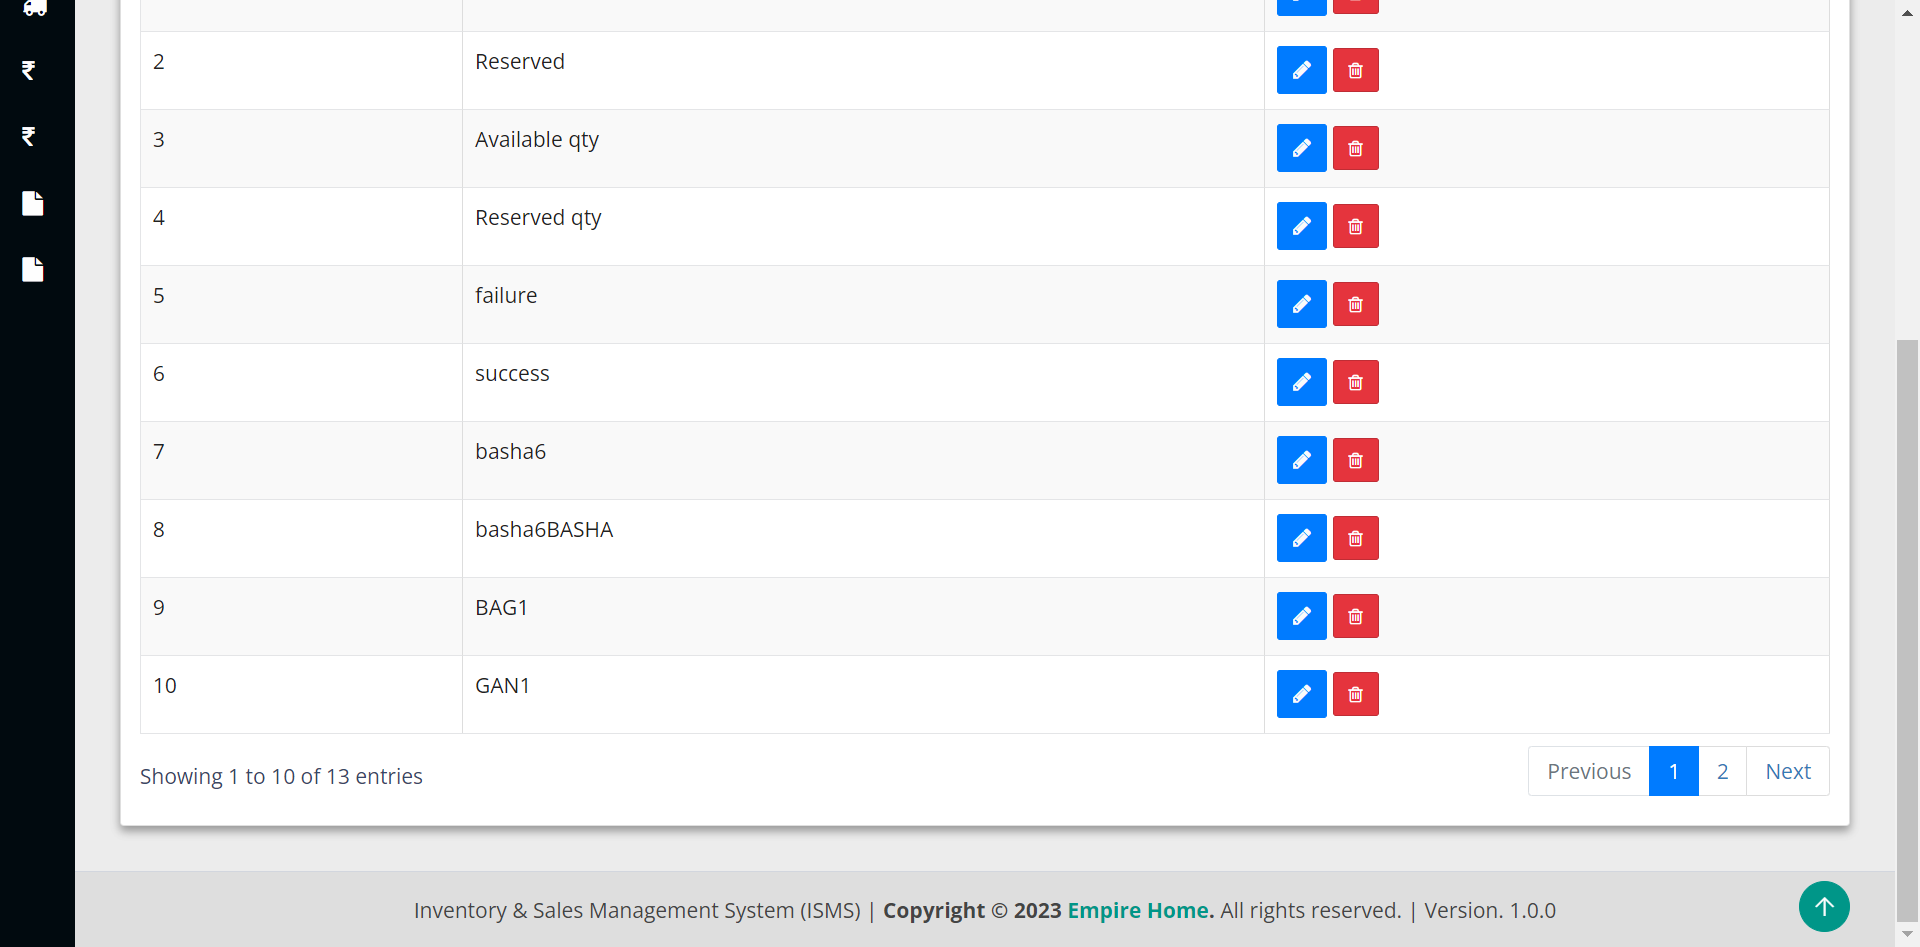 2 Reserved
3 Available qty
4 Reserved qty
5 failure
6 success
7 basha6
8 basha6BASHA
9 BAG1
10 GAN1
Showing 1 to 10 of 13 entries
Previous 1 2 Next
Inventory & Sales Management System (ISMS) | Copyright © 2023 Empire Home. All rights reserved. | Version. 1.0.0